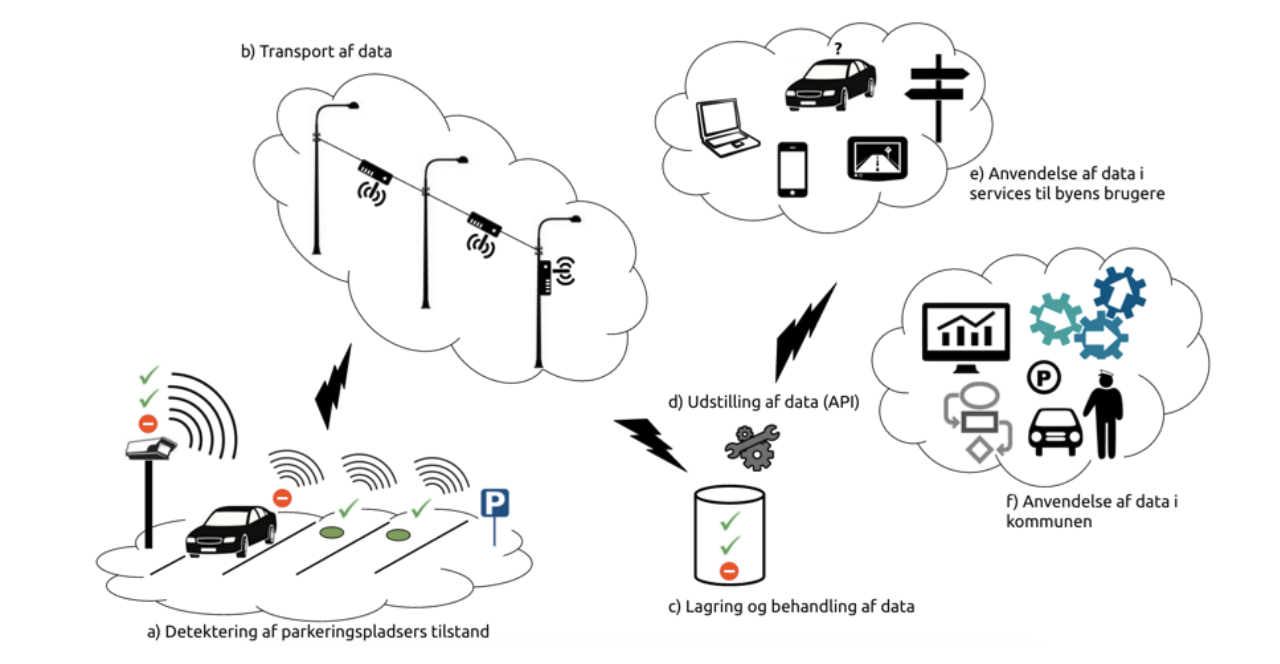 b) Transport af data
?
e) Anvendelse af data i
services til byens brugere
d) Udstilling af data (API)
P
f) Anvendelse af data i
kommunen
P
c) Lagring og behandling af data
a) Detektering af parkeringspladsers tilstand